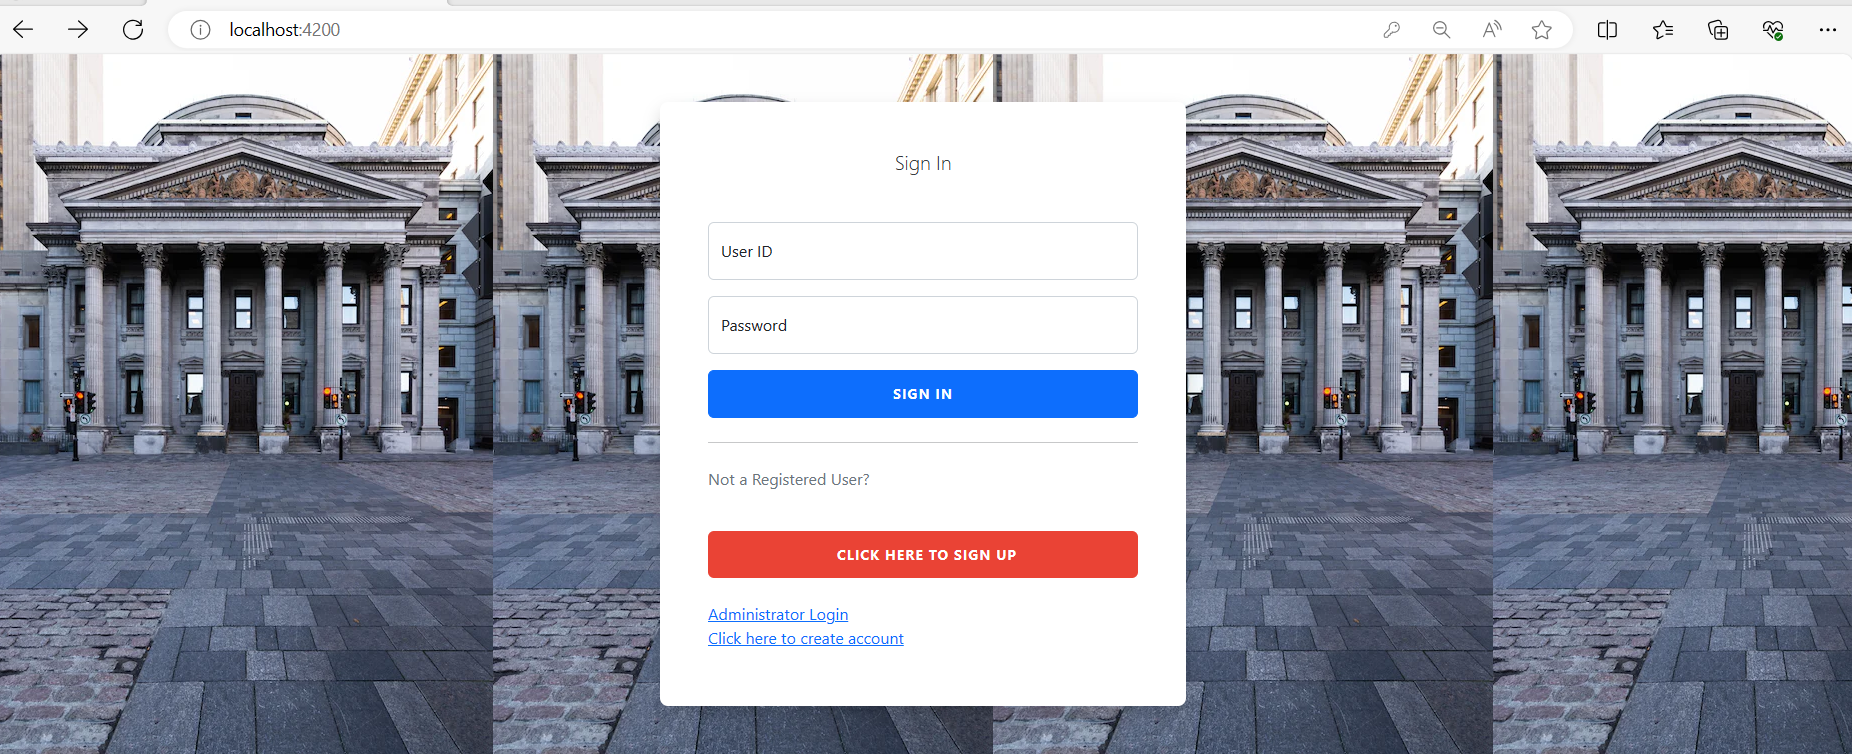 localhost:4200
Sign In
User ID
Password
SIGN IN
Not a Registered User?
CLICK HERE TO SIGN UP
Administrator Login
Click here to create account